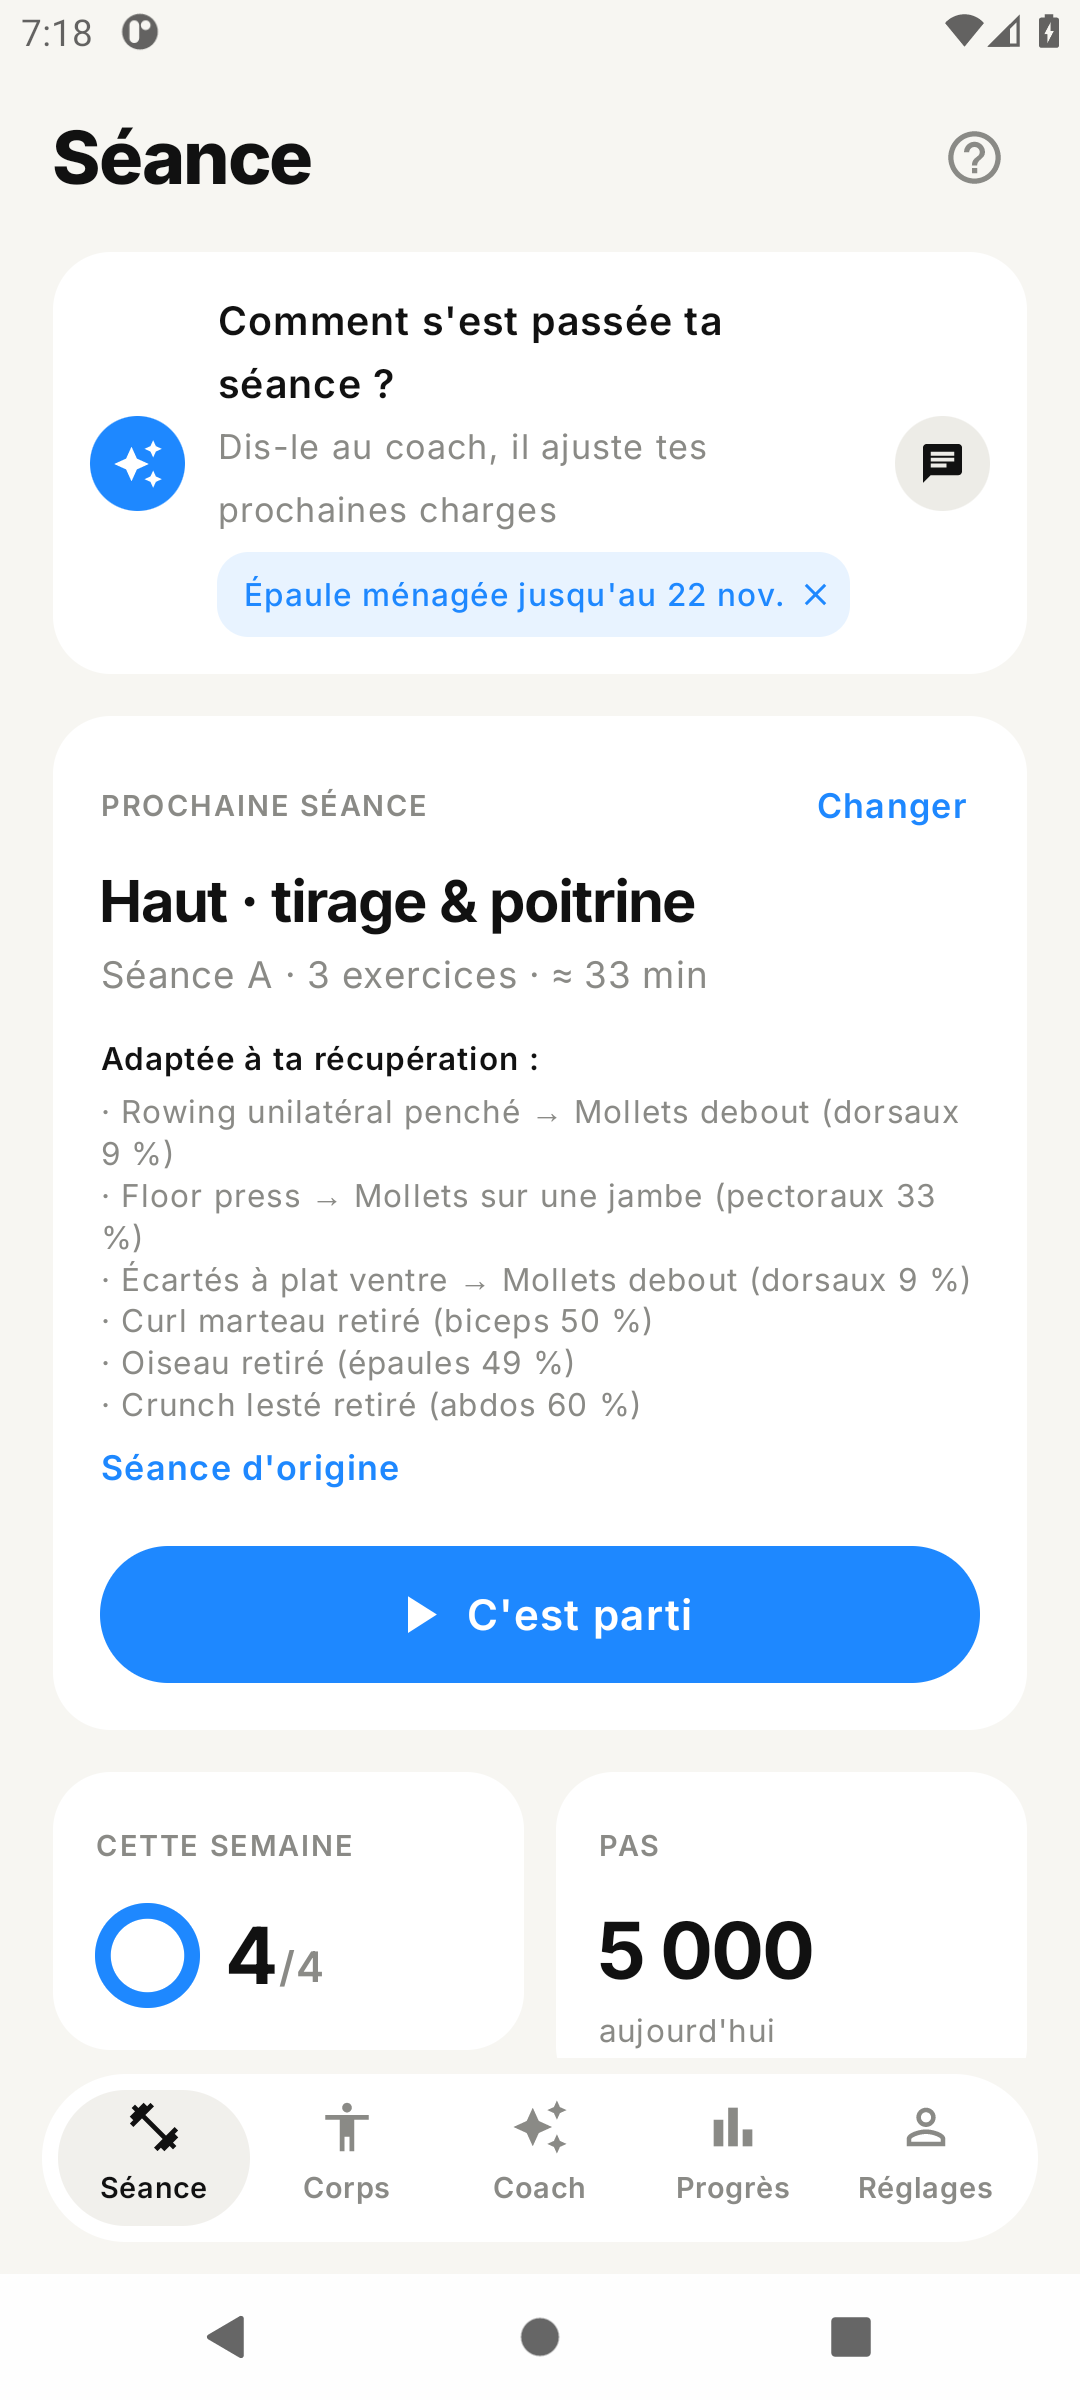 7:18
Séance
Comment s'est passée ta
séance ?
Dis-le au coach, il ajuste tes
prochaines charges
Épaule ménagée jusqu'au 22 nov.
PROCHAINE SÉANCE
Changer
Haut · tirage & poitrine
Séance A · 3 exercices · ≈ 33 min
Adaptée à ta récupération :
· Rowing unilatéral penché → Mollets debout (dorsaux
9 %)
· Floor press → Mollets sur une jambe (pectoraux 33
%)
· Écartés à plat ventre → Mollets debout (dorsaux 9 %)
· Curl marteau retiré (biceps 50 %)
· Oiseau retiré (épaules 49 %)
· Crunch lesté retiré (abdos 60 %)
Séance d'origine
C'est parti
CETTE SEMAINE
4/4
PAS
5 000
aujourd'hui
Séance
Corps
Coach
Progrès
Réglages